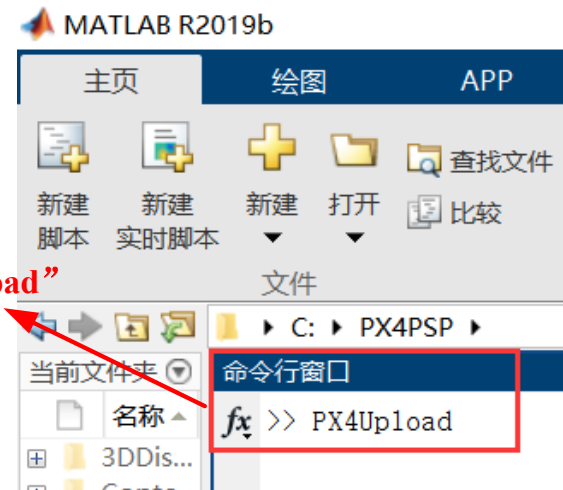 MATLAB R2019b
主页 绘图 APP
新建 脚本
新建 实时脚本
新建
打开
查找文件
比较
文件
oad”
C: PX4PSP
当前文件夹
命令行窗口
名称
fx >> PX4Upload
3DDis...